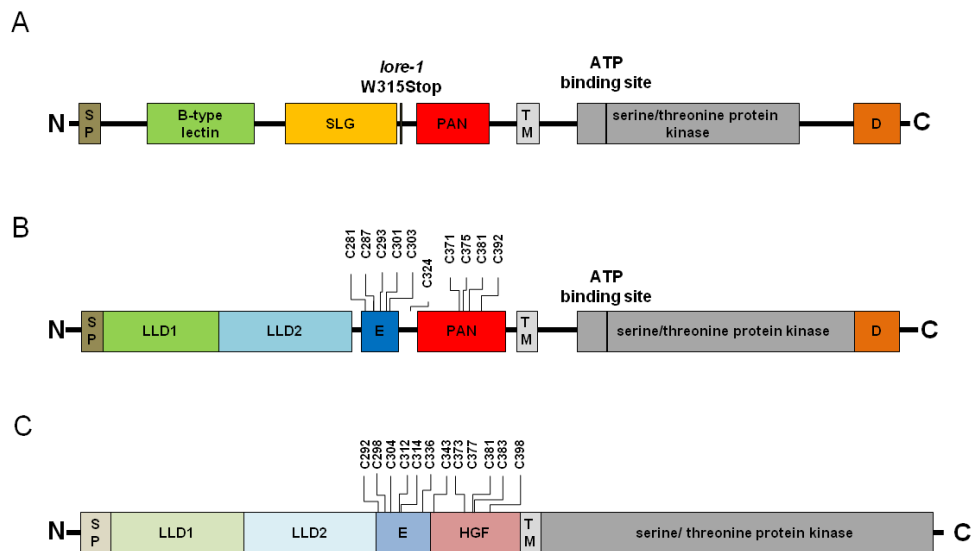 A
lore-1
W315Stop
ATP
binding site
N
S
P
B-type
lectin
SLG
PAN
T
M
serine/threonine protein
kinase
D
C
B
C281
C287
C293
C301
C303
C324
C371
C375
C381
C392
ATP
binding site
N
S
P
LLD1
LLD2
E
PAN
T
M
serine/threonine protein kinase
D
C
C
C292
C298
C304
C312
C314
C336
C343
C373
C377
C381
C383
C398
N
S
P
LLD1
LLD2
E
HGF
T
M
serine/ threonine protein kinase
C